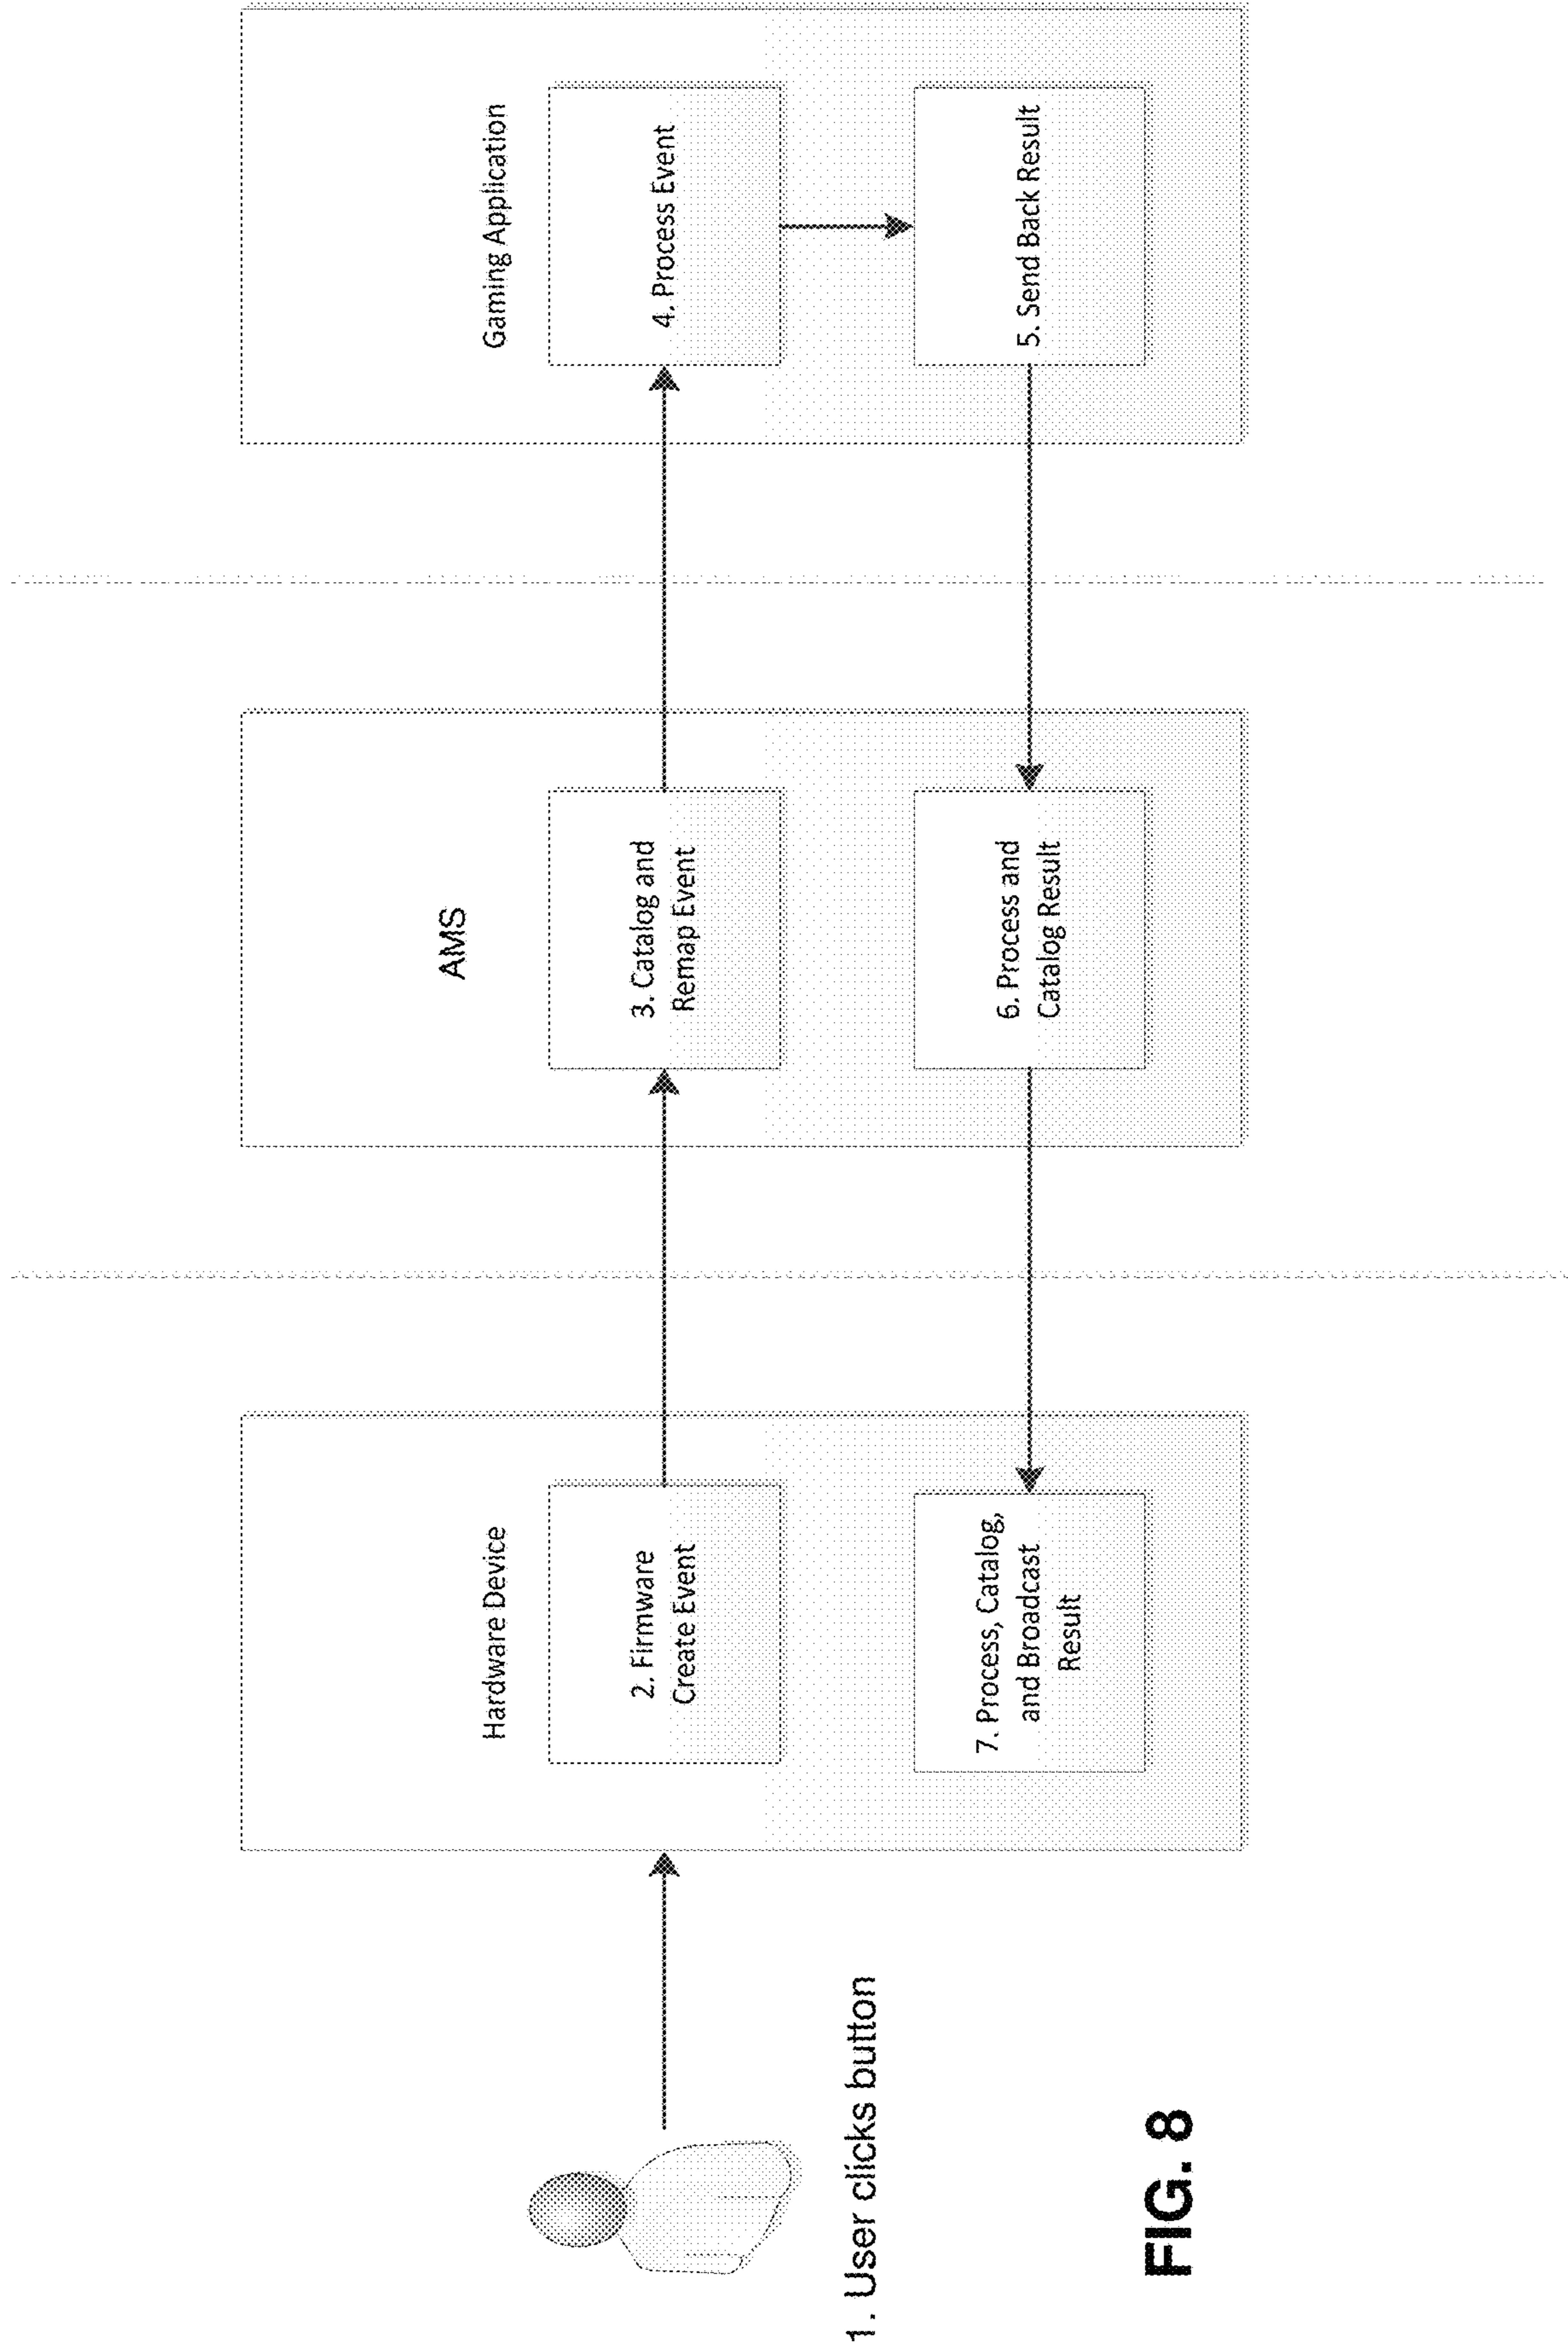 1. User clicks button
Hardware Device
2. Firmware
Create Event
7. Process, Catalog,
and Broadcast
Result
AMS
3. Catalog and
Remap Event
6. Process and
Catalog Result
Gaming Application
4. Process Event
5. Send Back Result
FIG. 8